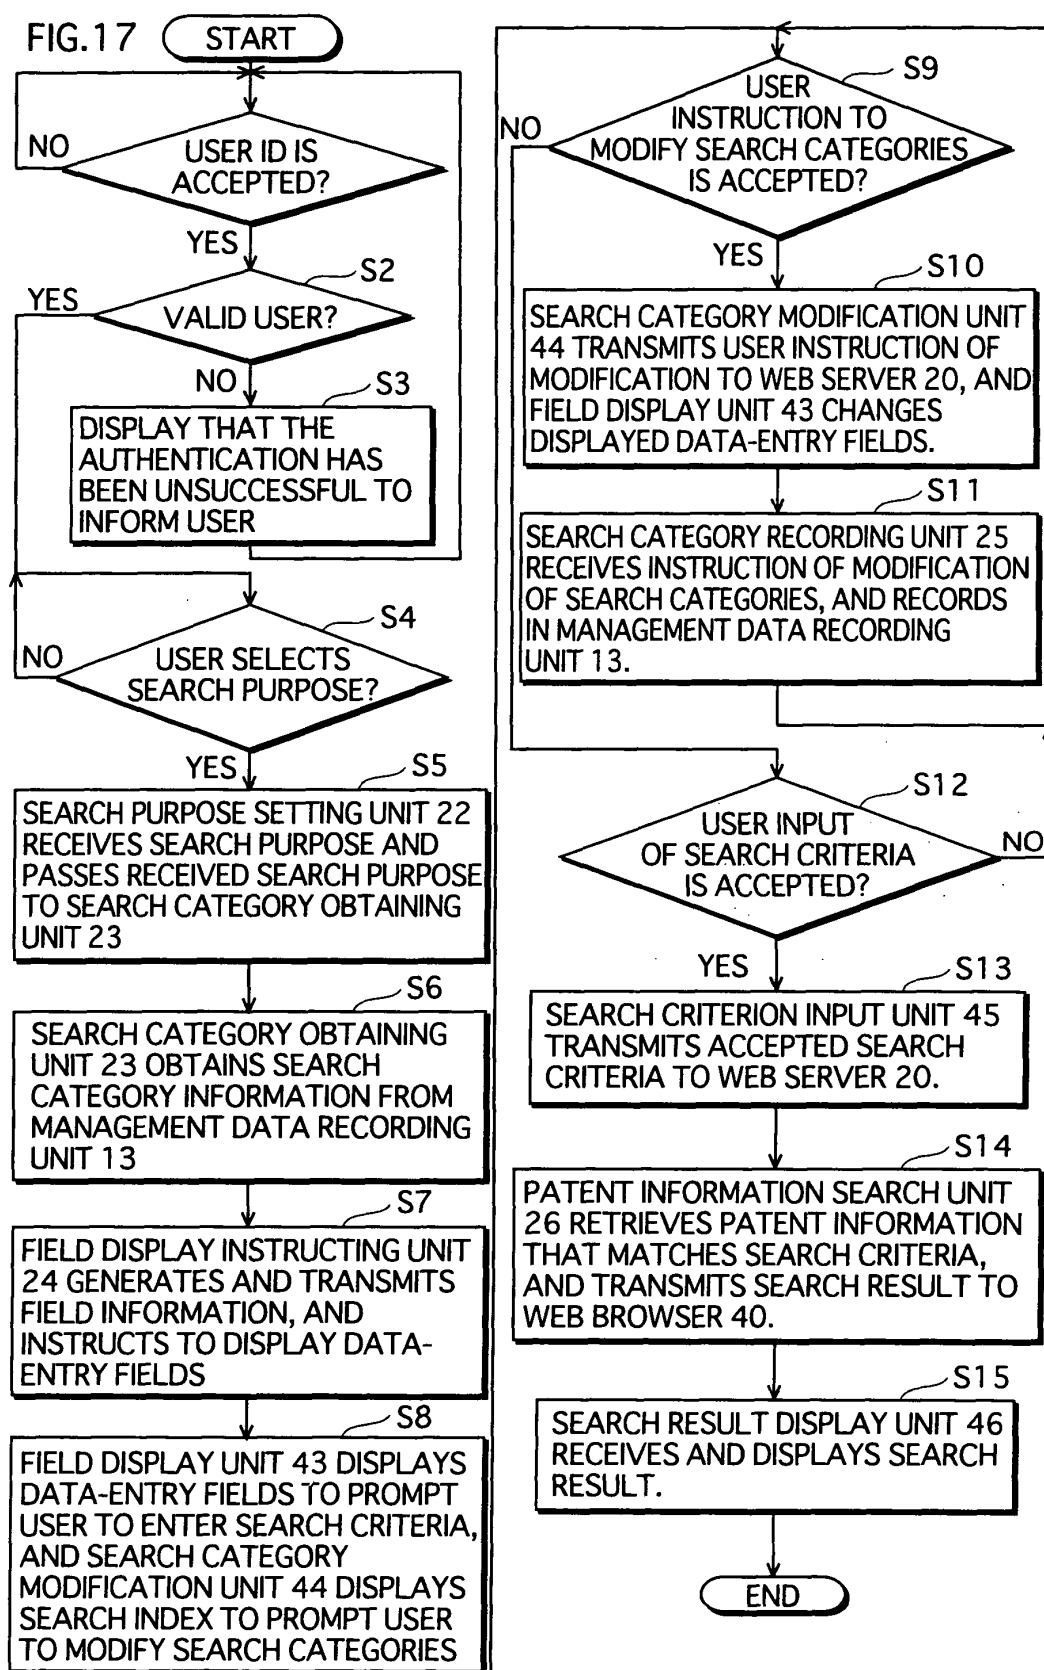 FIG.17
START
USER ID IS
ACCEPTED?
NO
YES
S2
VALID USER?
YES
NO
S3
DISPLAY THAT THE
AUTHENTICATION HAS
BEEN UNSUCCESSFUL TO
INFORM USER
S4
USER SELECTS
SEARCH PURPOSE?
NO
YES
S5
SEARCH PURPOSE SETTING UNIT 22
RECEIVES SEARCH PURPOSE AND
PASSES RECEIVED SEARCH PURPOSE
TO SEARCH CATEGORY OBTAINING
UNIT 23
S6
SEARCH CATEGORY OBTAINING
UNIT 23 OBTAINS SEARCH
CATEGORY INFORMATION FROM
MANAGEMENT DATA RECORDING
UNIT 13
S7
FIELD DISPLAY INSTRUCTING UNIT
24 GENERATES AND TRANSMITS
FIELD INFORMATION, AND
INSTRUCTS TO DISPLAY DATA-
ENTRY FIELDS
S8
FIELD DISPLAY UNIT 43 DISPLAYS
DATA-ENTRY FIELDS TO PROMPT
USER TO ENTER SEARCH CRITERIA,
AND SEARCH CATEGORY
MODIFICATION UNIT 44 DISPLAYS
SEARCH INDEX TO PROMPT USER
TO MODIFY SEARCH CATEGORIES
S9
USER
INSTRUCTION TO
MODIFY SEARCH CATEGORIES
IS ACCEPTED?
NO
YES
S10
SEARCH CATEGORY MODIFICATION UNIT
44 TRANSMITS USER INSTRUCTION OF
MODIFICATION TO WEB SERVER 20, AND
FIELD DISPLAY UNIT 43 CHANGES
DISPLAYED DATA-ENTRY FIELDS.
S11
SEARCH CATEGORY RECORDING UNIT 25
RECEIVES INSTRUCTION OF MODIFICATION
OF SEARCH CATEGORIES, AND RECORDS
IN MANAGEMENT DATA RECORDING
UNIT 13.
S12
USER INPUT
OF SEARCH CRITERIA
IS ACCEPTED?
NO
YES
S13
SEARCH CRITERION INPUT UNIT 45
TRANSMITS ACCEPTED SEARCH
CRITERIA TO WEB SERVER 20.
S14
PATENT INFORMATION SEARCH UNIT
26 RETRIEVES PATENT INFORMATION
THAT MATCHES SEARCH CRITERIA,
AND TRANSMITS SEARCH RESULT TO
WEB BROWSER 40.
S15
SEARCH RESULT DISPLAY UNIT 46
RECEIVES AND DISPLAYS SEARCH
RESULT.
END